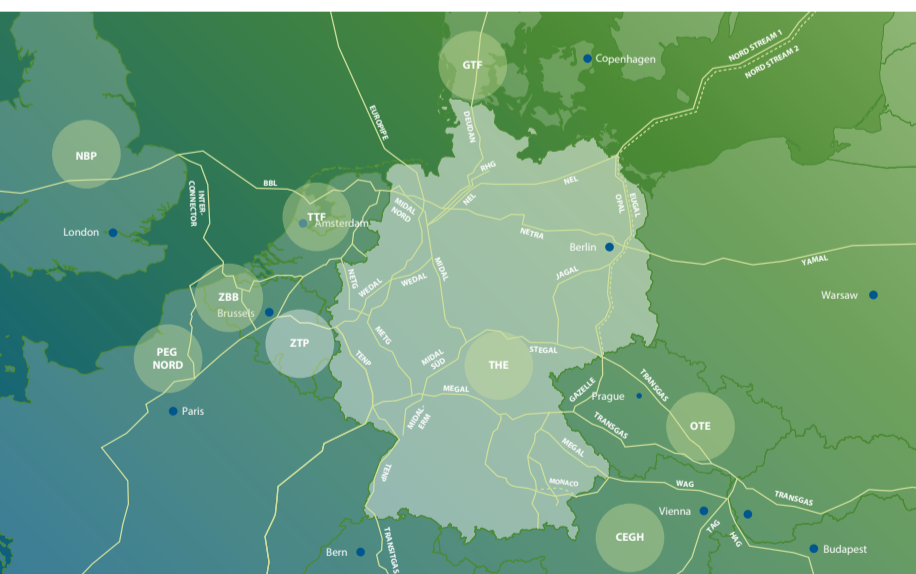 NORD STREAM 1
NORD STREAM 2
GTF
Copenhagen
EUROPIPE
DEUDAN
NBP
RHG
NEL
NEL
BBL
INTER-
CONNECTOR
MIDAL
NORD
OPAL
EUGAL
TTF
Amsterdam
London
NETRA
Berlin
YAMAL
MIDAL
JAGAL
NETG
WEDAL
WEDAL
Warsaw
ZBB
Brussels
ZTP
METG
PEG
NORD
TENP
MIDAL
SÜD
STEGAL
THE
MEGAL
GAZELLE
Prague
TRANSGAS
Paris
MIDAL-
ERM
TRANSGAS
OTE
MEGAL
TENP
MONACO
WAG
TRANSGAS
Vienna
TAG
HAG
CEGH
Bern
TRANSITGAS
Budapest